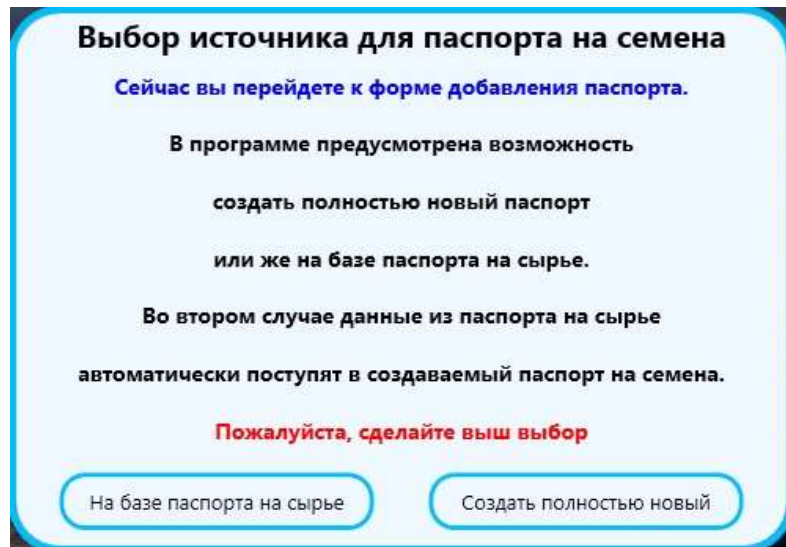 Выбор источника для паспорта на семена
Сейчас вы перейдете к форме добавления паспорта.
В программе предусмотрена возможность
создать полностью новый паспорт
или же на базе паспорта на сырье.
Во втором случае данные из паспорта на сырье
автоматически поступят в создаваемый паспорт на семена.
Пожалуйста, сделайте выш выбор
На базе паспорта на сырье
Создать полностью новый